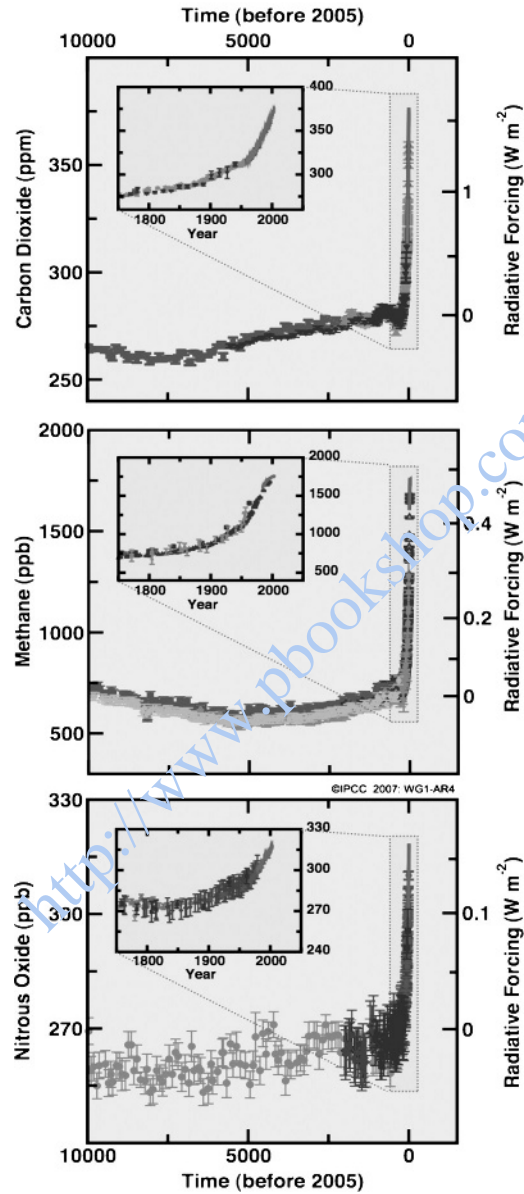 Time (before 2005)
10000 5000 0
Carbon Dioxide (ppm)
350
300
250
400
350
300
1800 1900 2000
Year
1
0
Radiative Forcing (W m-2)
2000
1500
1000
500
Methane (ppb)
2000
1500
1000
500
1800 1900 2000
Year
0.4
0.2
0
Radiative Forcing (W m-2)
©IPCC 2007: WG1-AR4
330
300
270
Nitrous Oxide (ppb)
330
300
270
240
1800 1900 2000
Year
0.1
0
Radiative Forcing (W m-2)
10000 5000 0
Time (before 2005)
http://www.pbookshop.com